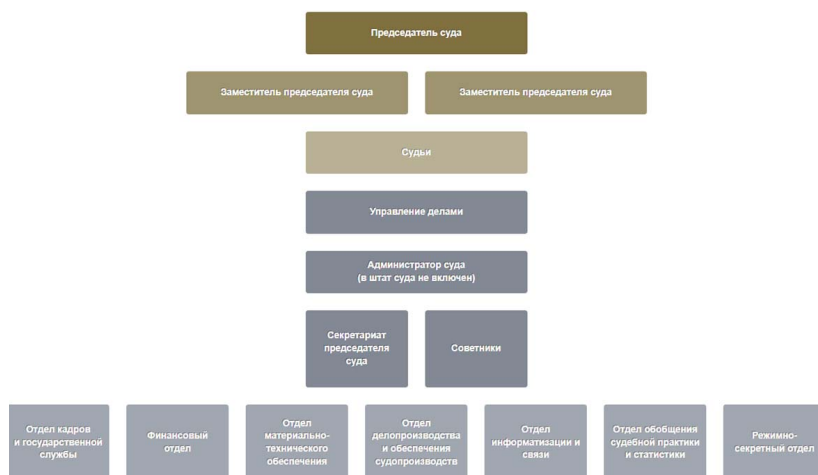 Председатель суда
Заместитель председателя суда
Заместитель председателя суда
Судьи
Управление делами
Администратор суда
(в штат суда не включен)
Секретариат
председателя
суда
Советники
Отдел кадров
и государственной
службы
Финансовый
отдел
Отдел
материально-
технического
обеспечения
Отдел
делопроизводства
и обеспечения
судопроизводств
Отдел
информатизации и
связи
Отдел обобщения
судебной практики
и статистики
Режимно-
секретный отдел